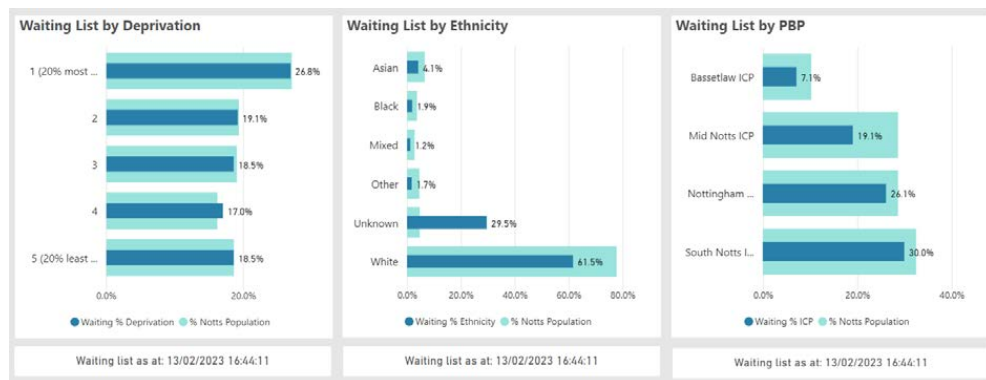 Waiting List by Deprivation
1 (20% most ...
26.8%
2
19.1%
3
18.5%
4
17.0%
5 (20% least ...
18.5%
0.0% 20.0%
Waiting % Deprivation % Notts Population
Waiting list as at: 13/02/2023 16:44:11
Waiting List by Ethnicity
Asian
4.1%
Black
1.9%
Mixed
1.2%
Other
1.7%
Unknown
29.5%
White
61.5%
0.0% 20.0% 40.0% 60.0% 80.0%
Waiting % Ethnicity % Notts Population
Waiting list as at: 13/02/2023 16:44:11
Waiting List by PBP
Bassetlaw ICP
7.1%
Mid Notts ICP
19.1%
Nottingham ...
26.1%
South Notts I...
30.0%
0.0% 20.0% 40.0%
Waiting % ICP % Notts Population
Waiting list as at: 13/02/2023 16:44:11